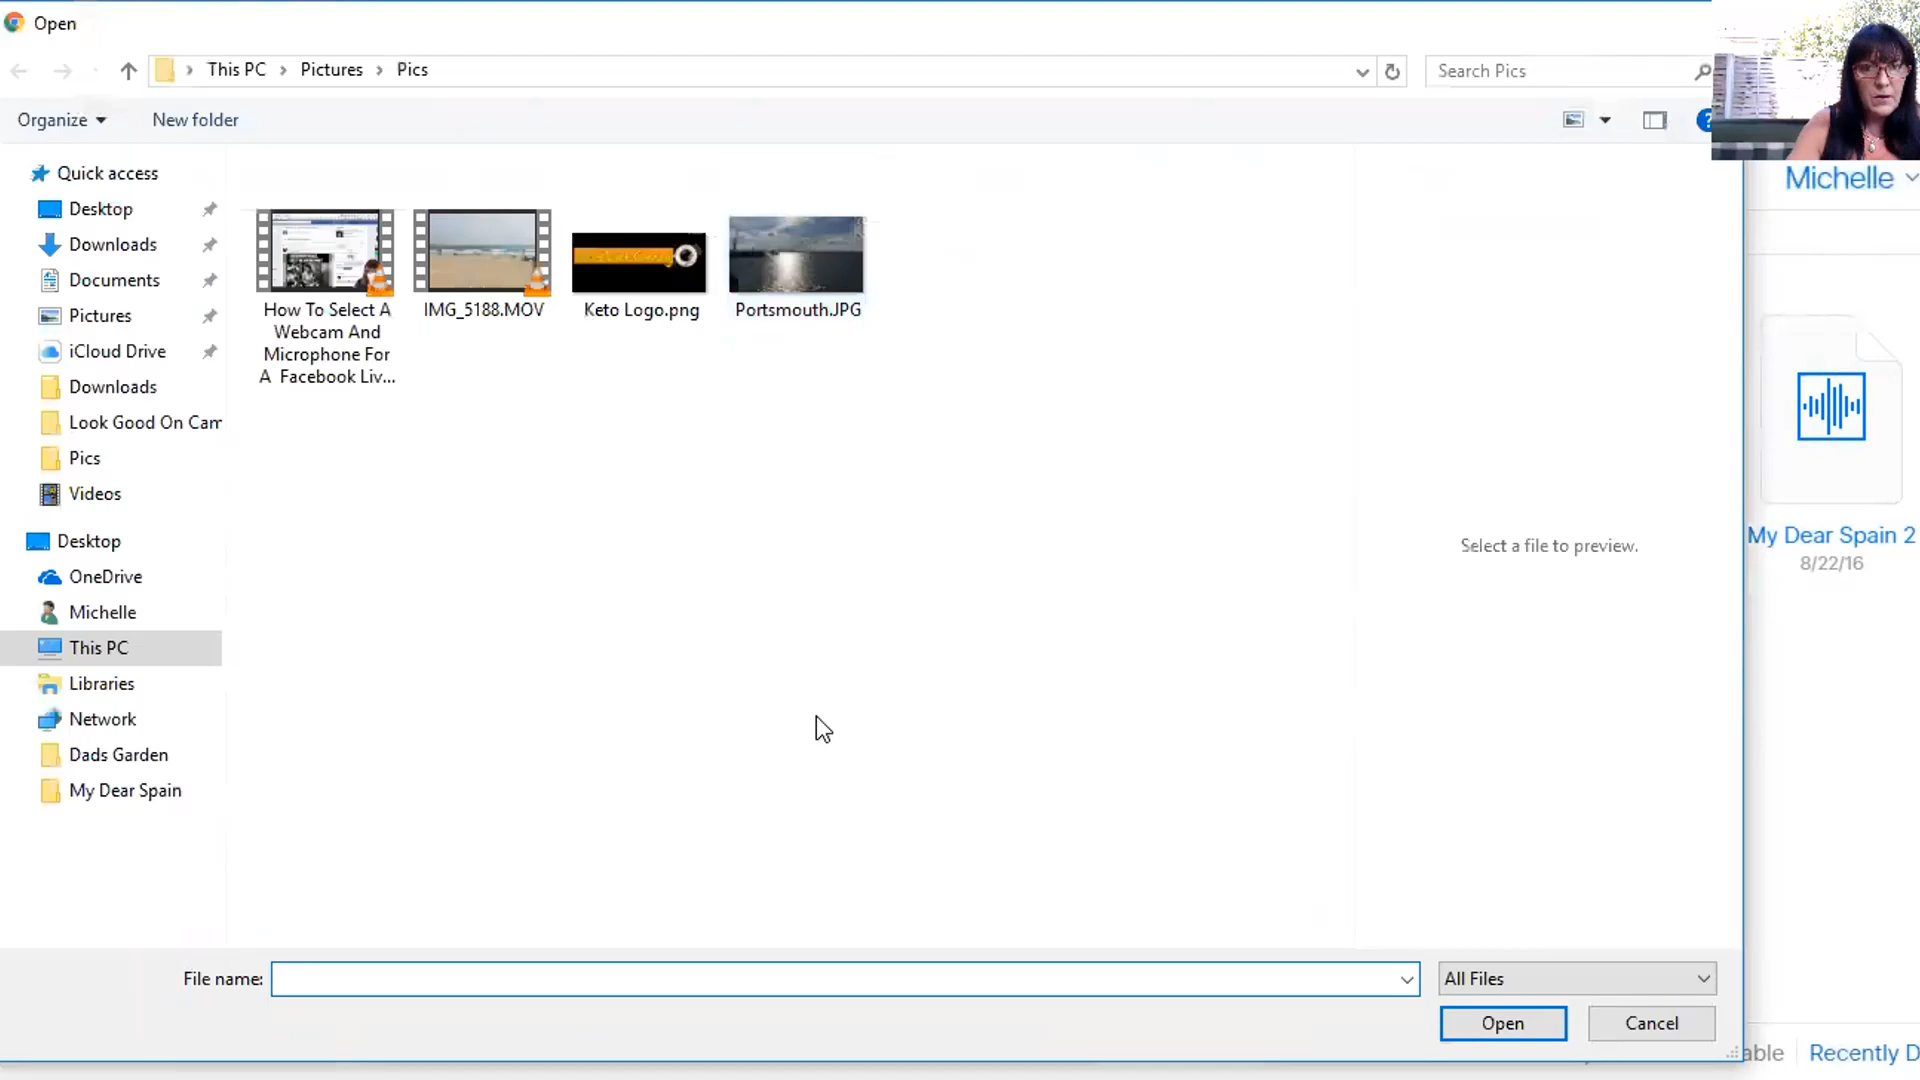 Open
This PC
Pictures
Pics
Search Pics
Organize
New folder
Quick access
Desktop
Downloads
Documents
Pictures
iCloud Drive
Downloads
Look Good On Cam
Pics
Videos
Desktop
OneDrive
Michelle
This PC
Libraries
Network
Dads Garden
My Dear Spain
How To Select A
Webcam And
Microphone For
A Facebook Liv...
IMG_5188.MOV
Keto Logo.png
Portsmouth.JPG
Select a file to preview.
Michelle
My Dear Spain 2
8/22/16
File name:
All Files
Open
Cancel
able
Recently D